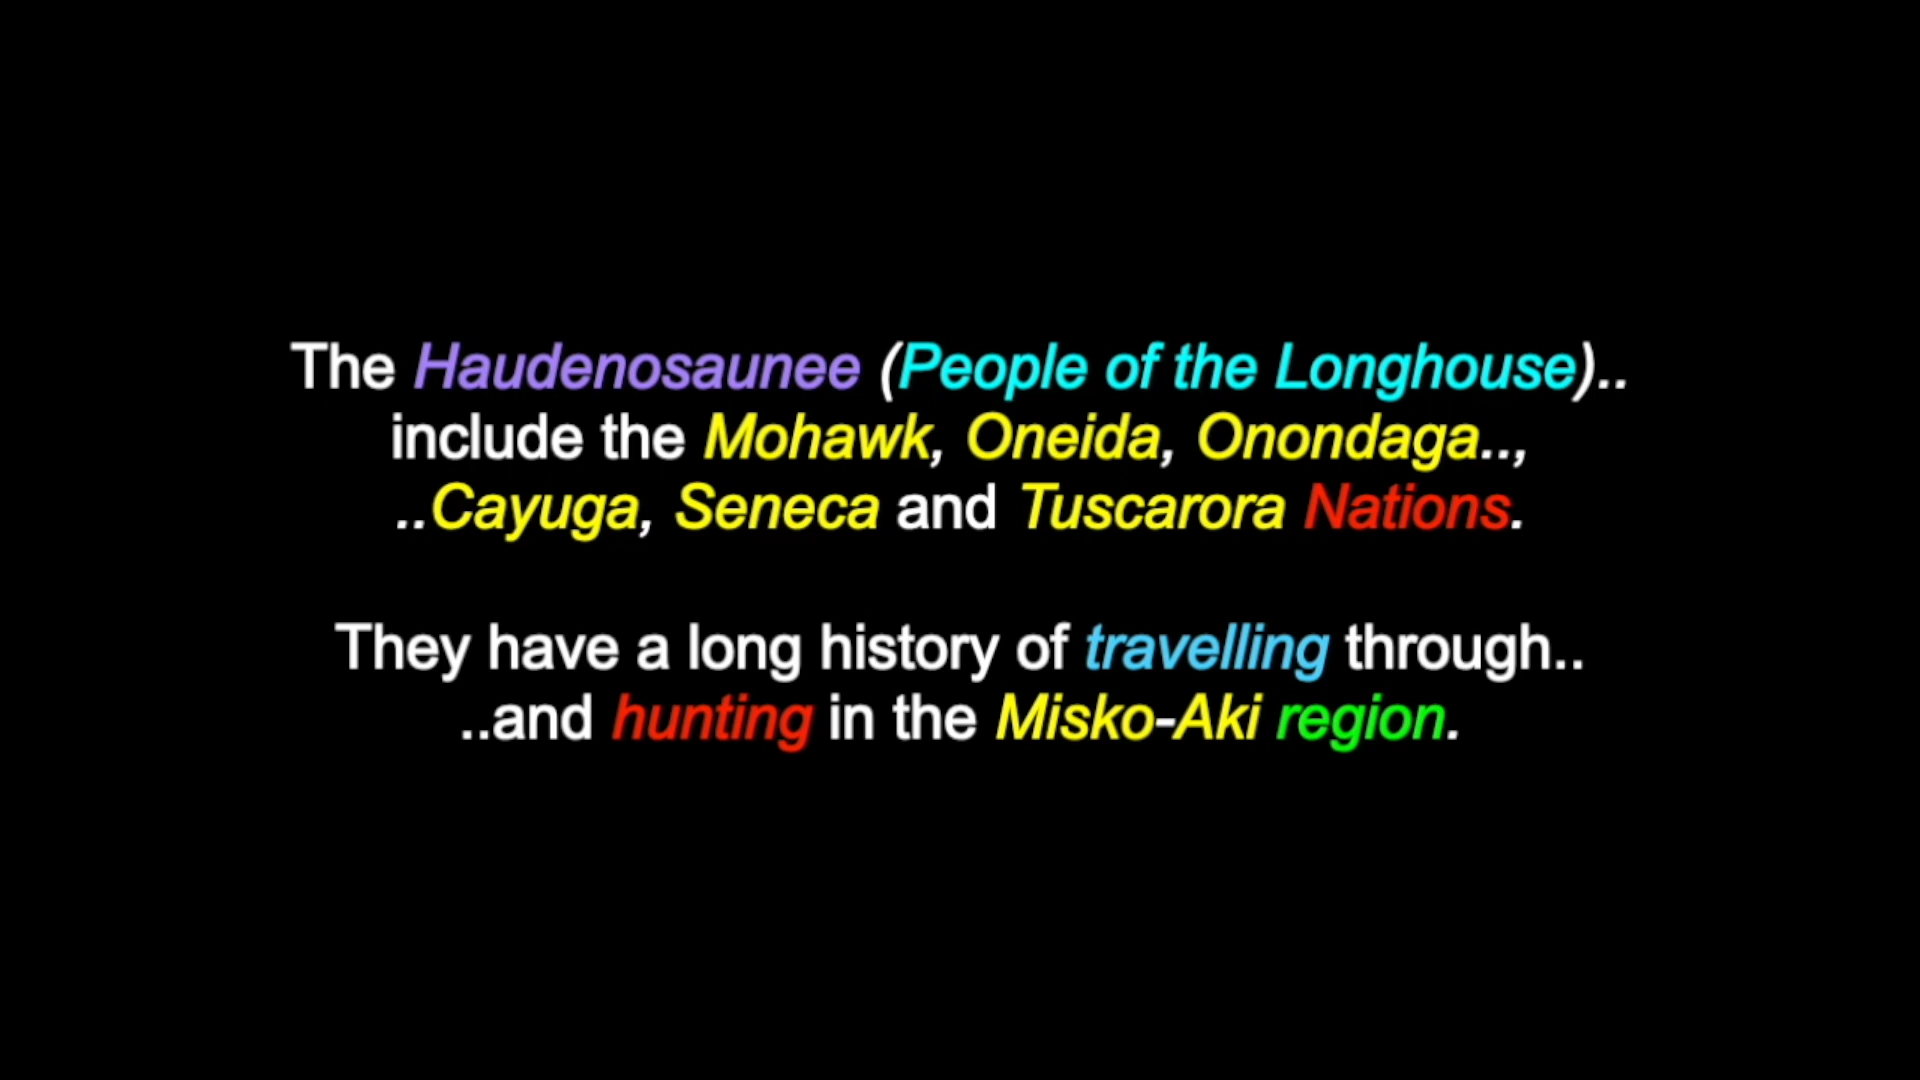 The Haudenosaunee (People of the Longhouse)..
include the Mohawk, Oneida, Onondaga..,
..Cayuga, Seneca and Tuscarora Nations.
They have a long history of travelling through..
..and hunting in the Misko-Aki region.